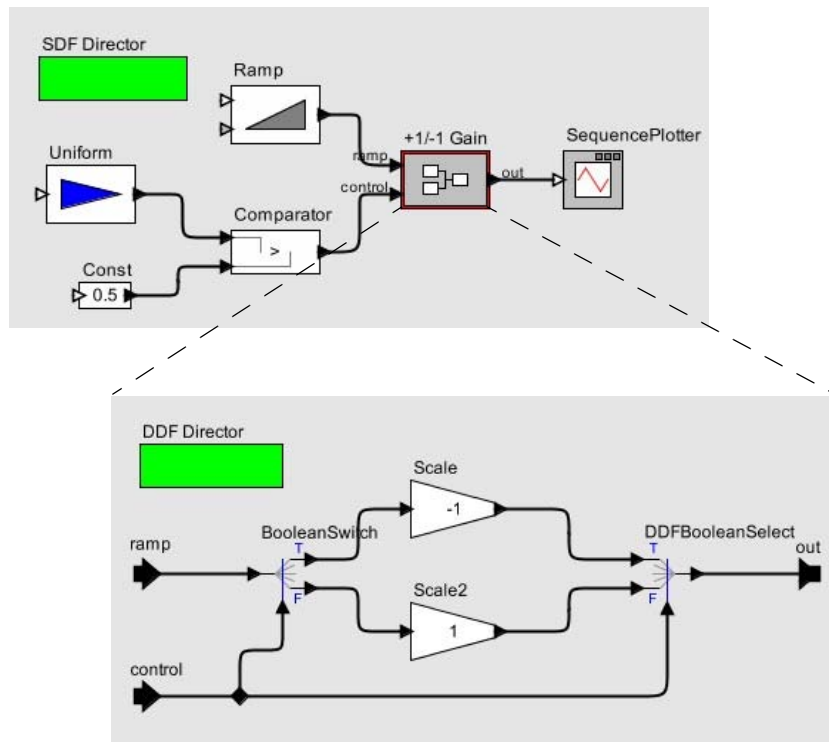 SDF Director
Ramp
+1/-1 Gain
SequencePlotter
ramp
out
Uniform
control
Comparator
>
Const
0.5
DDF Director
Scale
-1
BooleanSwitch
DDFBooleanSelect
ramp
T
T
out
F
Scale2
F
1
control